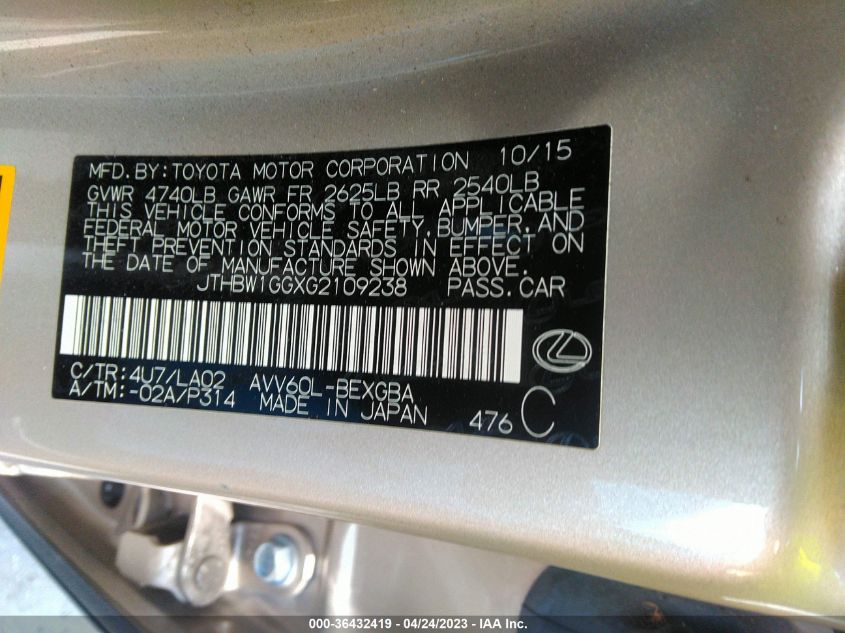 MFD.BY:TOYOTA MOTOR CORPORATION 10/15
GVWR 4740LB GAWR FR 2625LB RR 2540LB
THIS VEHICLE CONFORMS TO ALL APPLICABLE
FEDERAL MOTOR VEHICLE SAFETY,BUMPER,AND
THEFT PREVENTION STANDARDS IN EFFECT ON
THE DATE OF MANUFACTURE SHOWN ABOVE.
JTHBW1GGXG2109238 PASS.CAR
C/TR:4U7/LA02 AVV60L-BEXGBA
A/TM:-02A/P314 MADE IN JAPAN 476 C
000-36432419 - 04/24/2023 - IAA Inc.